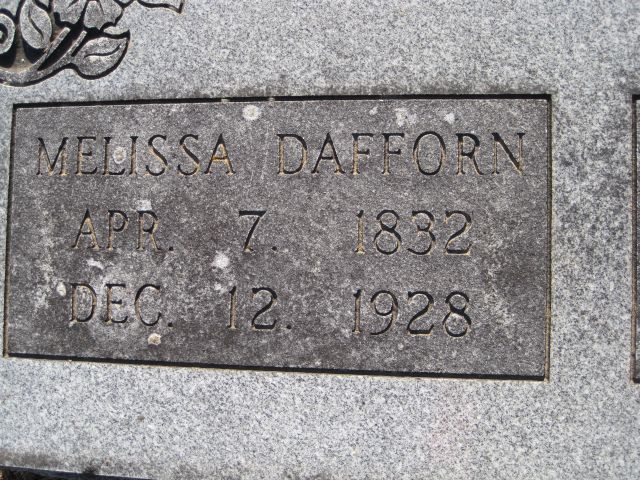 MELISSA DAFFORN
APR. 7. 1832
DEC. 12. 1928